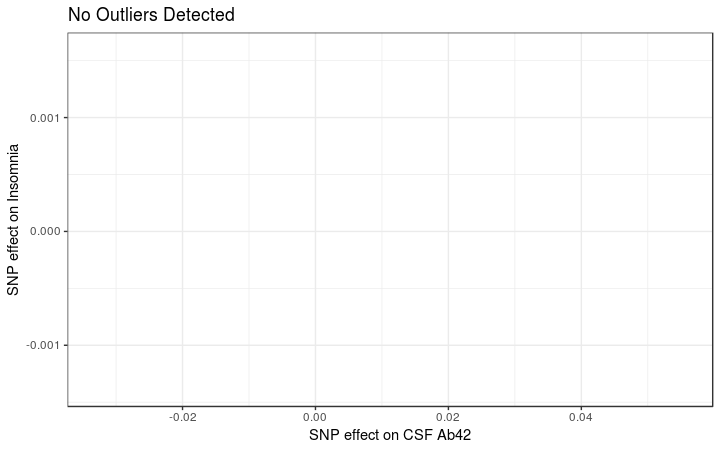 No Outliers Detected
SNP effect on Insomnia
0.001
0.000
-0.001
-0.02
0.00
0.02
0.04
SNP effect on CSF Ab42